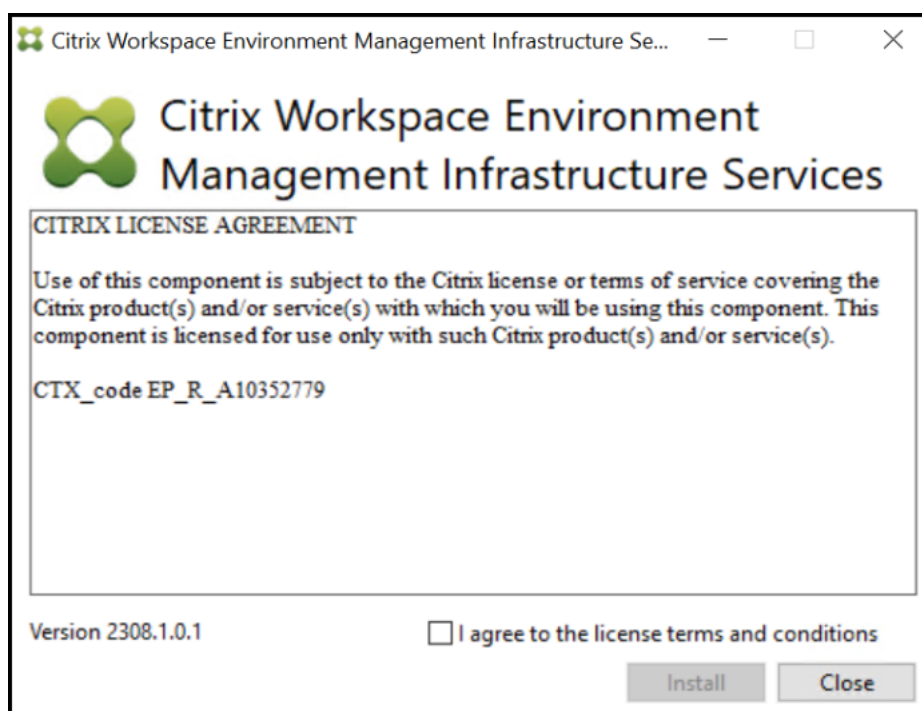 Citrix Workspace Environment Management Infrastructure Se...
Citrix Workspace Environment
Management Infrastructure Services
CITRIX LICENSE AGREEMENT
Use of this component is subject to the Citrix license or terms of service covering the
Citrix product(s) and/or service(s) with which you will be using this component. This
component is licensed for use only with such Citrix product(s) and/or service(s).
CTX_code EP_R_A10352779
Version 2308.1.0.1
I agree to the license terms and conditions
Install
Close